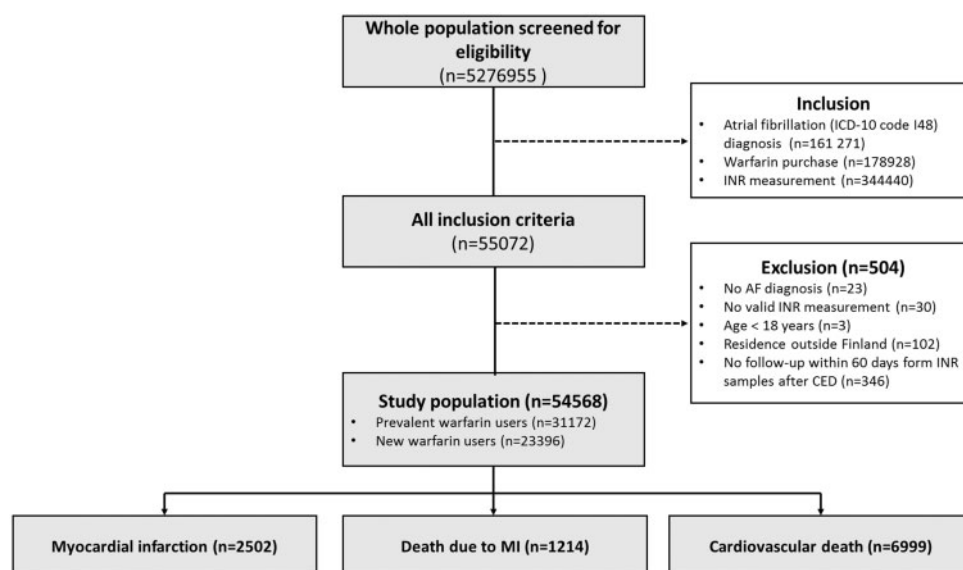 Whole population screened for
eligibility
(n=5276955 )
Inclusion
• Atrial fibrillation (ICD-10 code I48)
diagnosis (n=161 271)
• Warfarin purchase (n=178928)
• INR measurement (n=344440)
All inclusion criteria
(n=55072)
Exclusion (n=504)
• No AF diagnosis (n=23)
• No valid INR measurement (n=30)
• Age < 18 years (n=3)
• Residence outside Finland (n=102)
• No follow-up within 60 days form INR
samples after CED (n=346)
Study population (n=54568)
• Prevalent warfarin users (n=31172)
• New warfarin users (n=23396)
Myocardial infarction (n=2502)
Death due to MI (n=1214)
Cardiovascular death (n=6999)